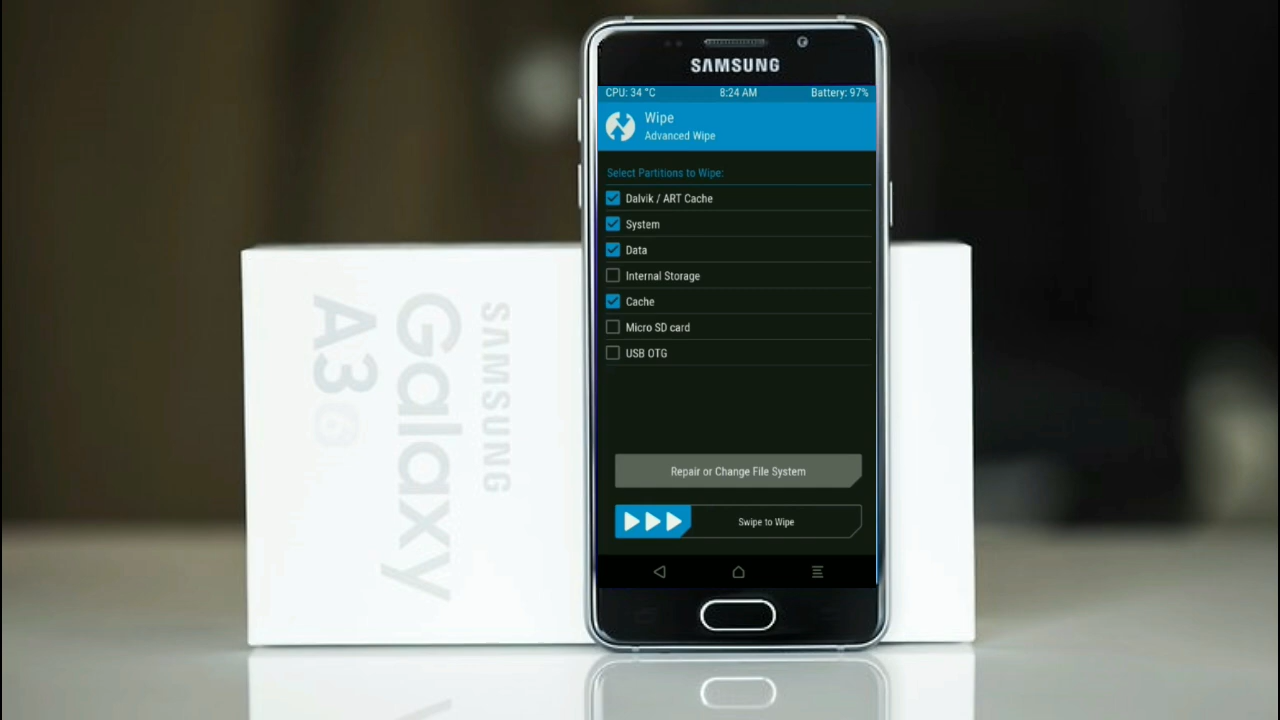 SAMSUNG
CPU: 34 °C
8:24 AM
Battery: 97%
Wipe
Advanced Wipe
Select Partitions to Wipe:
Dalvik / ART Cache
System
Data
Internal Storage
Cache
Micro SD card
USB OTG
Repair or Change File System
Swipe to Wipe
SAMSUNG
Galaxy
A3